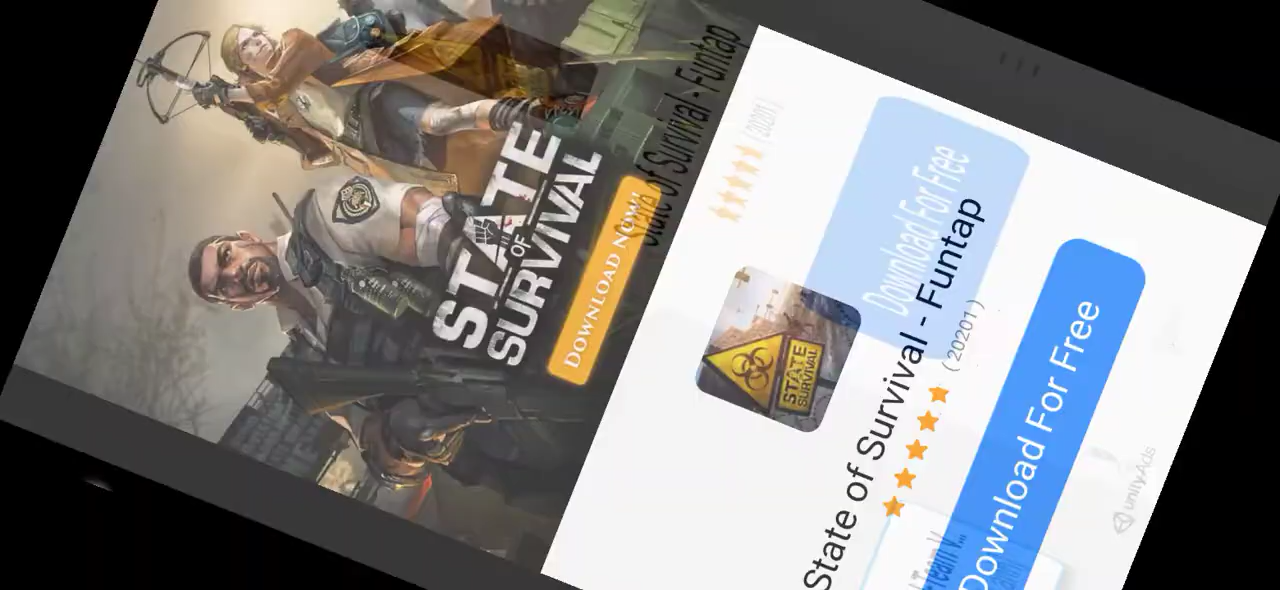 STATE
OF
SURVIVAL
DOWNLOAD NOW!
State of Survival - Funtap
(20201)
Download For Free
STATE
SURVIVAL
State of Survival - Funtap
(20201)
Download For Free
unityAds